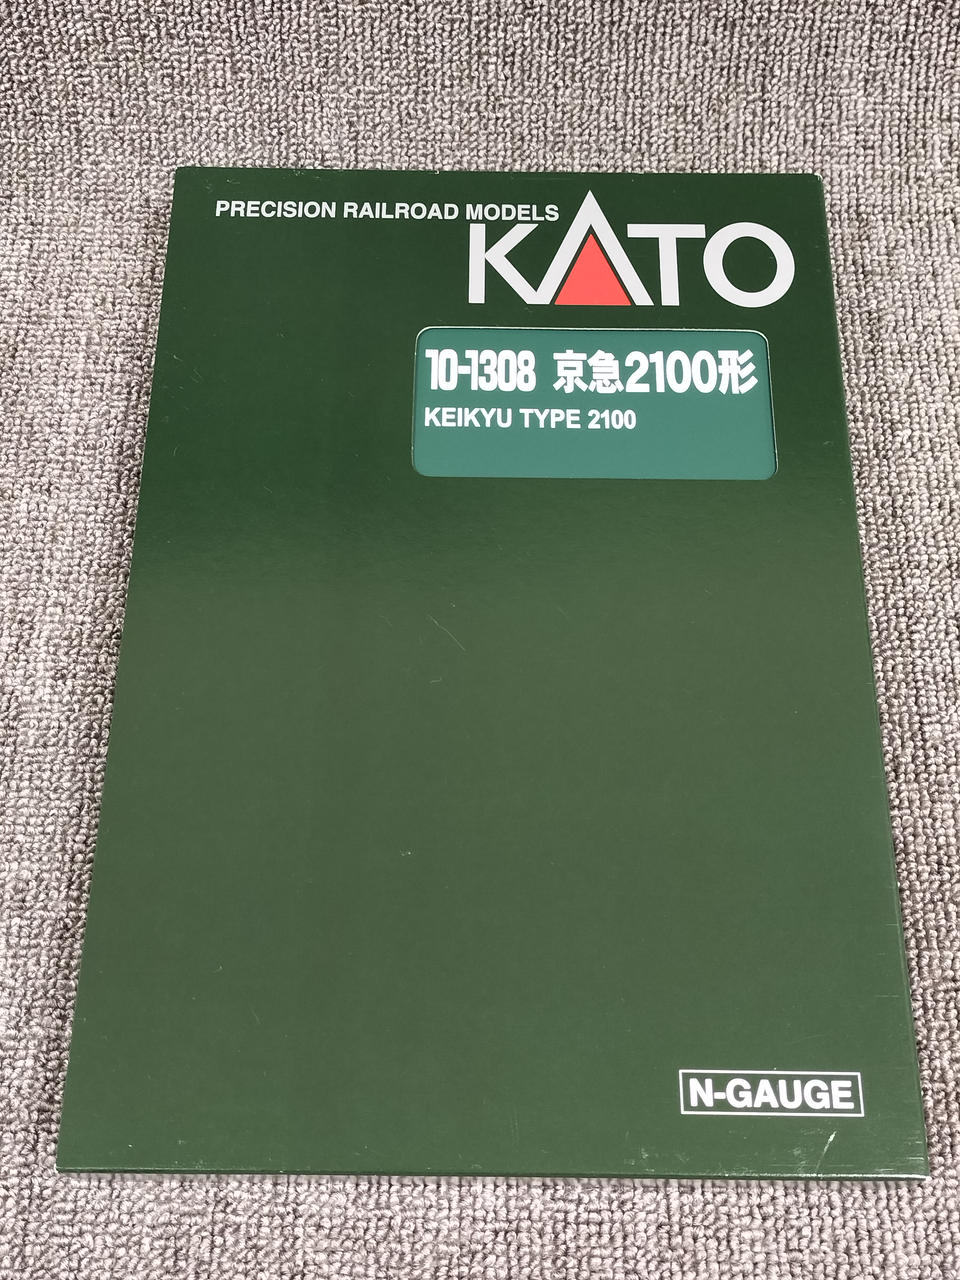 PRECISION RAILROAD MODELS
KATO
10-1308 京急2100形
KEIKYU TYPE 2100
N-GAUGE